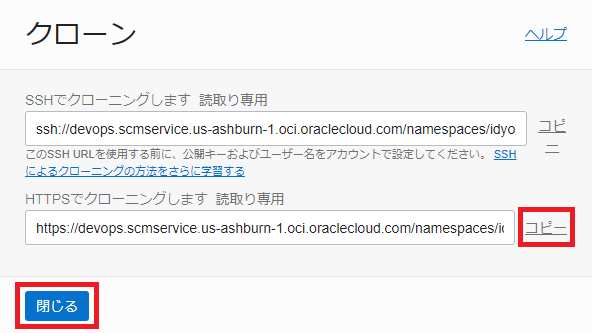 クローン
ヘルプ
SSHでクローニングします 読取り専用
ssh://devops.scmservice.us-ashburn-1.oci.oraclecloud.com/namespaces/idyo
コピー
このSSH URLを使用する前に、公開キーおよびユーザー名をアカウントで設定してください。 SSH
によるクローニングの方法をさらに学習する
HTTPSでクローニングします 読取り専用
https://devops.scmservice.us-ashburn-1.oci.oraclecloud.com/namespaces/ic
コピー
閉じる